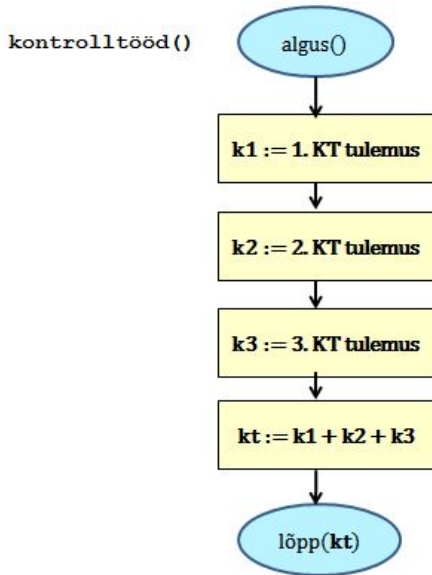 kontrolltööd()
algus()
k1 := 1. KT tulemus
k2 := 2. KT tulemus
k3 := 3. KT tulemus
kt := k1 + k2 + k3
lõpp(kt)